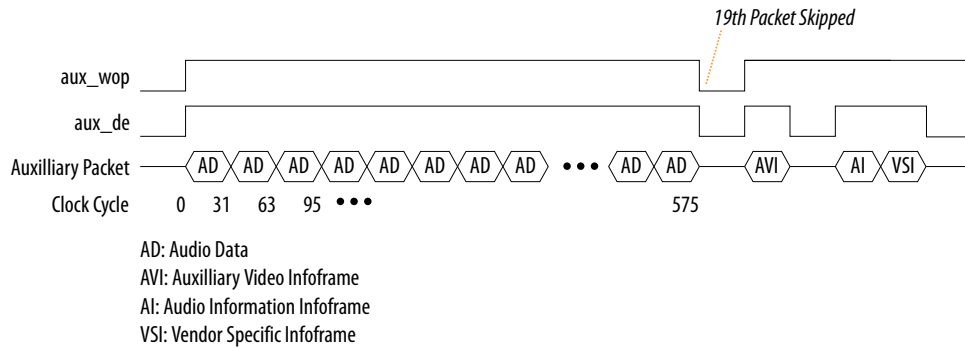 19th Packet Skipped
aux_wop
aux_de
Auxilliary Packet AD AD AD AD AD AD AD AD ••• AD AD AVI AI VSI
Clock Cycle 0 31 63 95 ••• 575
AD: Audio Data
AVI: Auxilliary Video Infoframe
AI: Audio Information Infoframe
VSI: Vendor Specific Infoframe